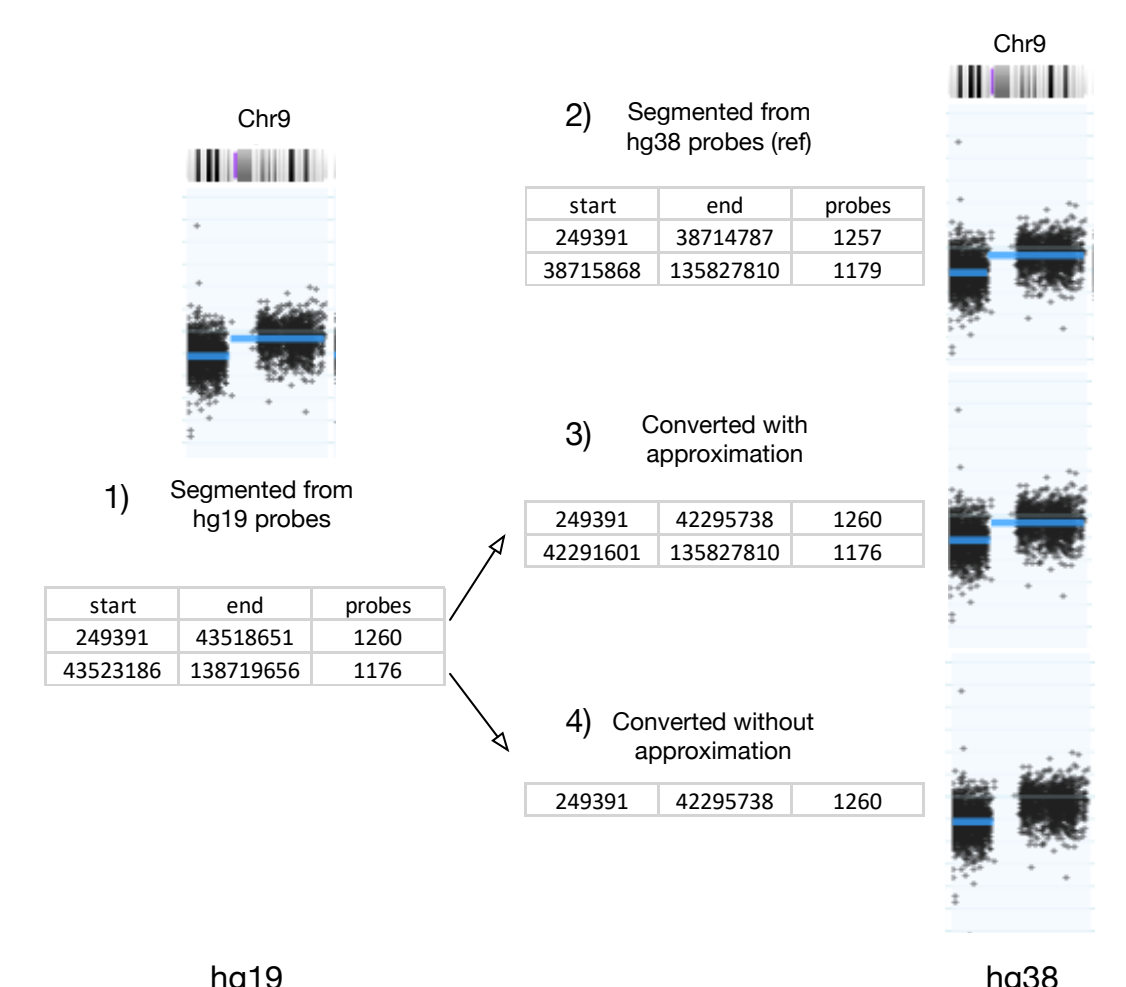 Chr9
1) Segmented from
hg19 probes
start end probes
249391 43518651 1260
43523186 138719656 1176
hg19
Chr9
2) Segmented from
hg38 probes (ref)
start end probes
249391 38714787 1257
38715868 135827810 1179
3) Converted with
approximation
249391 42295738 1260
42291601 135827810 1176
4) Converted without
approximation
249391 42295738 1260
hg38